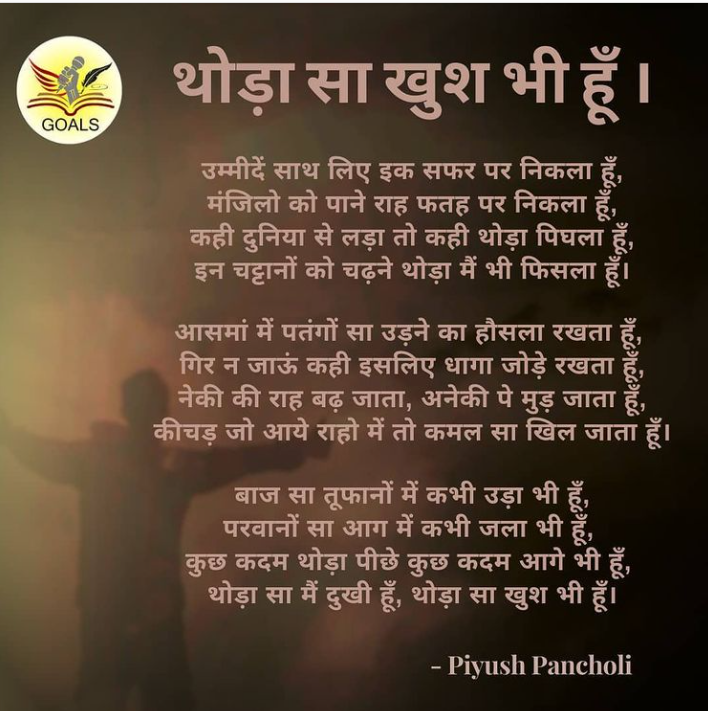 GOALS
थोड़ा सा खुश भी हूँ ।
उम्मीदें साथ लिए इक सफर पर निकला हूँ,
मंजिलो को पाने राह फतह पर निकला हूँ,
कही दुनिया से लड़ा तो कही थोड़ा पिघला हूँ,
इन चट्टानों को चढ़ने थोड़ा मैं भी फिसला हूँ।
आसमां में पतंगों सा उड़ने का हौसला रखता हूँ,
गिर न जाऊं कही इसलिए धागा जोड़े रखता हूँ,
नेकी की राह बढ़ जाता, अनेकी पे मुड़ जाता हूँ,
कीचड़ जो आये राहो में तो कमल सा खिल जाता हूँ।
बाज सा तूफानों में कभी उड़ा भी हूँ,
परवानों सा आग में कभी जला भी हूँ,
कुछ कदम थोड़ा पीछे कुछ कदम आगे भी हूँ,
थोड़ा सा मैं दुखी हूँ, थोड़ा सा खुश भी हूँ।
- Piyush Pancholi